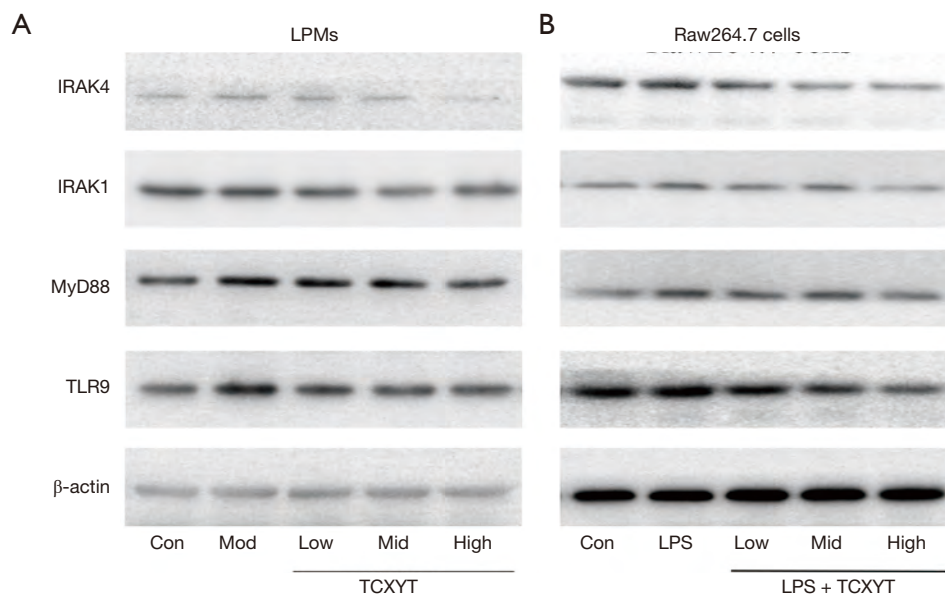 A
B
LPMs
Raw264.7 cells
IRAK4
IRAK1
MyD88
TLR9
β-actin
Con Mod Low Mid High
TCXYT
Con LPS Low Mid High
LPS + TCXYT